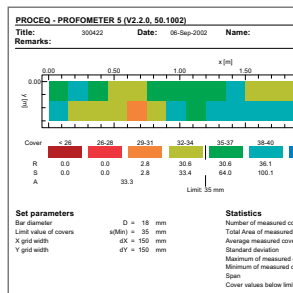 PROCEQ - PROFOMETER 5 (V2.2.0, 50.1002)
Title: 300422 Date: 06-Sep-2002 Name:
Remarks:
x [m]
0.00 0.50 1.00 1.50
0.00
y [m]
Cover < 26 26-28 29-31 32-34 35-37 38-40
R 0.0 0.0 2.8 30.6 30.6 36.1
S 0.0 0.0 2.8 33.4 64.0 100.1
A 33.3
Limit: 35 mm
Set parameters Statistics
Bar diameter D = 18 mm Number of measured co
Limit value of covers s(Min) = 35 mm Total Area of measured
X grid width dX = 150 mm Average measured cove
Y grid width dY = 150 mm Standard deviation
Maximum of measured
Minimum of measured
Span
Cover values below limi